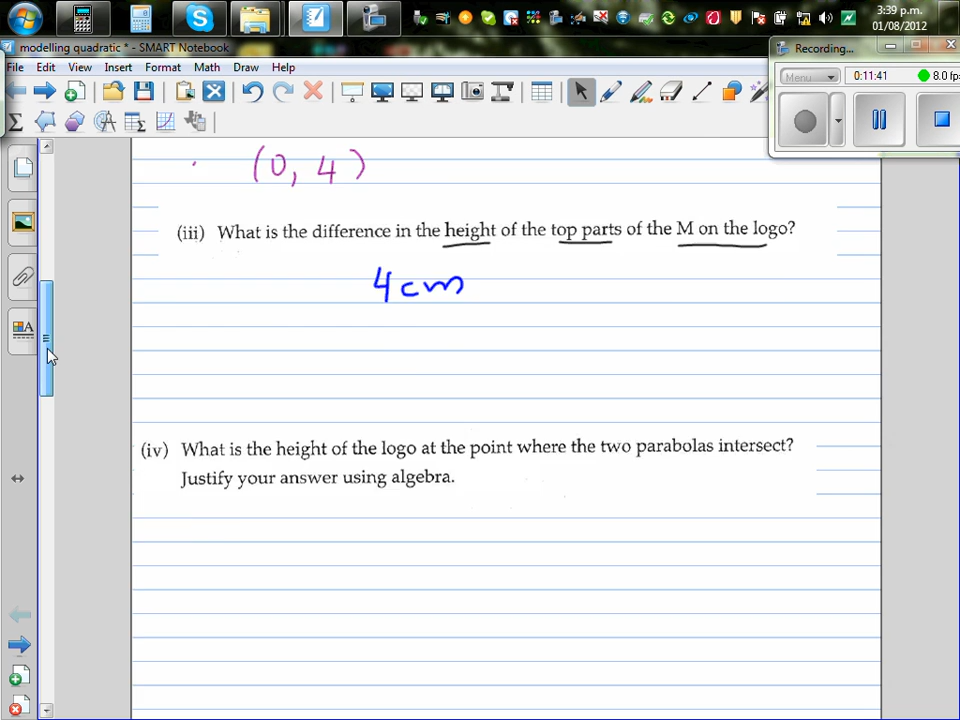 3:39 p.m.
01/08/2012
modelling quadratic * - SMART Notebook
Recording...
File Edit View Insert Format Math Draw Help
Menu
0:11:41
8.0 fp
(0, 4)
(iii) What is the difference in the height of the top parts of the M on the logo?
4cm
(iv) What is the height of the logo at the point where the two parabolas intersect?
Justify your answer using algebra.